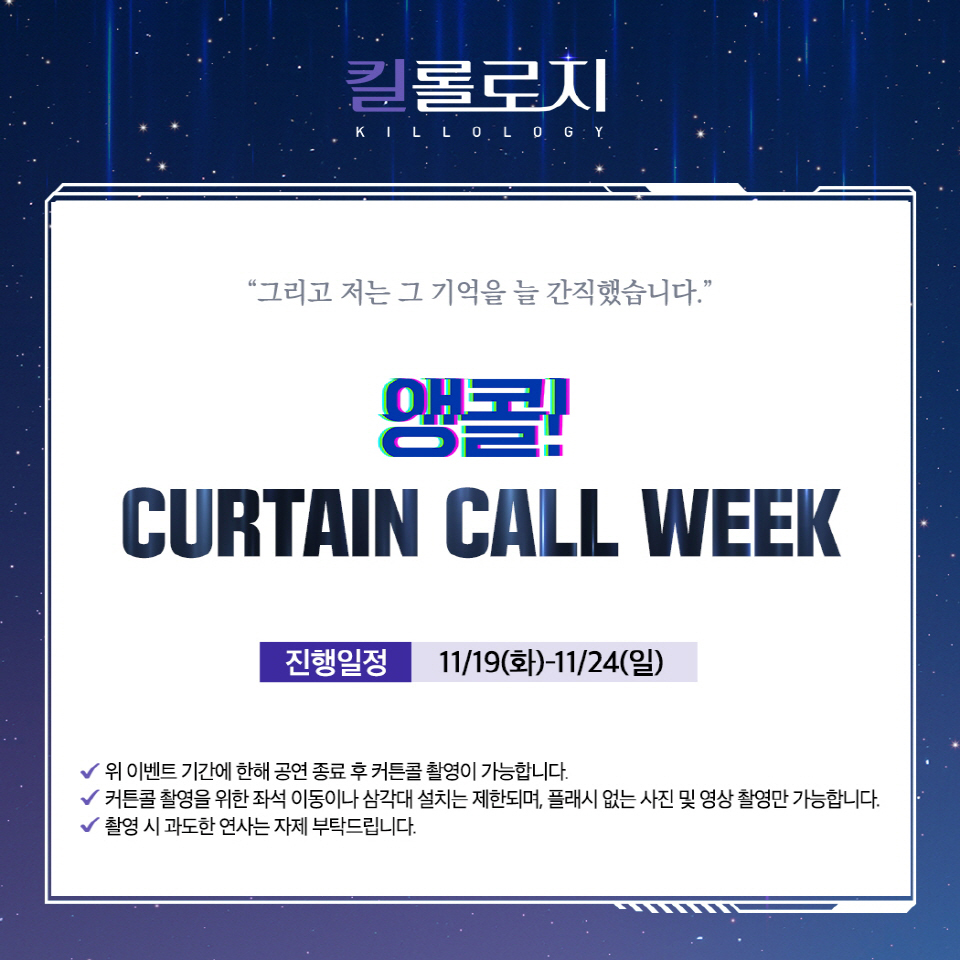 킬롤로지
KILLOLOGY
“그리고 저는 그 기억을 늘 간직했습니다.”
앵콜!
CURTAIN CALL WEEK
진행일정 11/19(화)-11/24(일)
위 이벤트 기간에 한해 공연 종료 후 커튼콜 촬영이 가능합니다.
커튼콜 촬영을 위한 좌석 이동이나 삼각대 설치는 제한되며, 플래시 없는 사진 및 영상 촬영만 가능합니다.
촬영 시 과도한 연사는 자제 부탁드립니다.